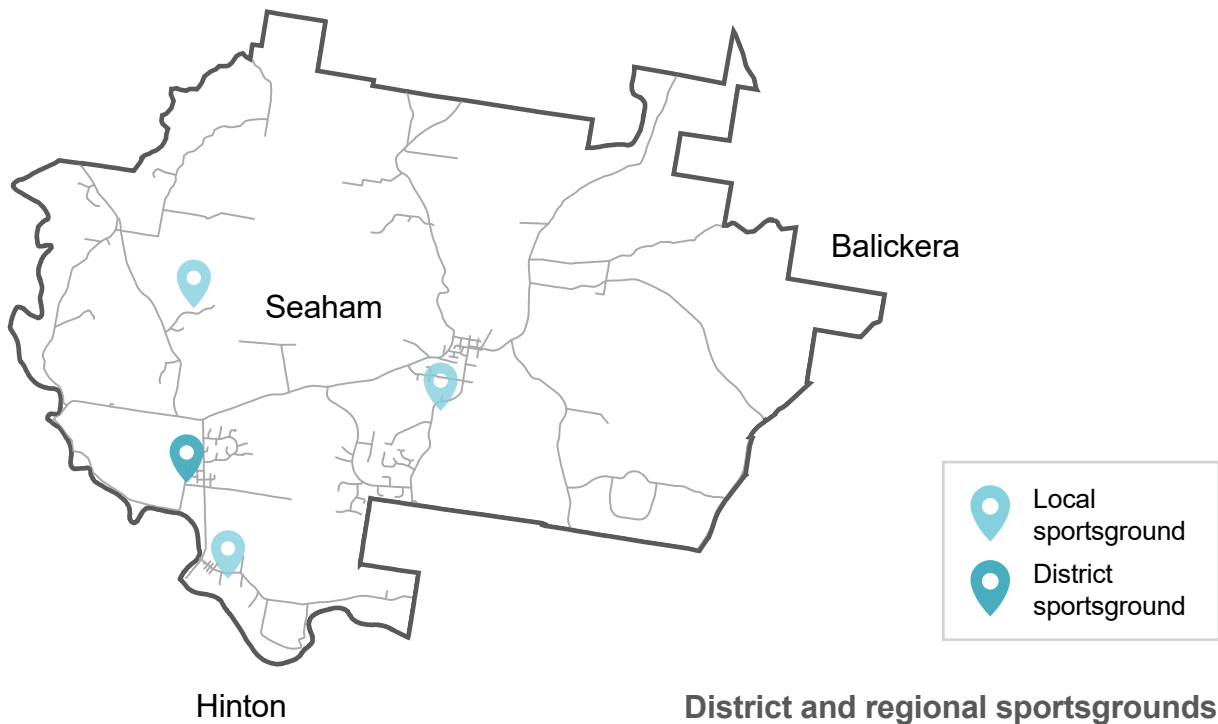 Balickera
Seaham
Local
sportsground
District
sportsground
Hinton
District and regional sportsgrounds